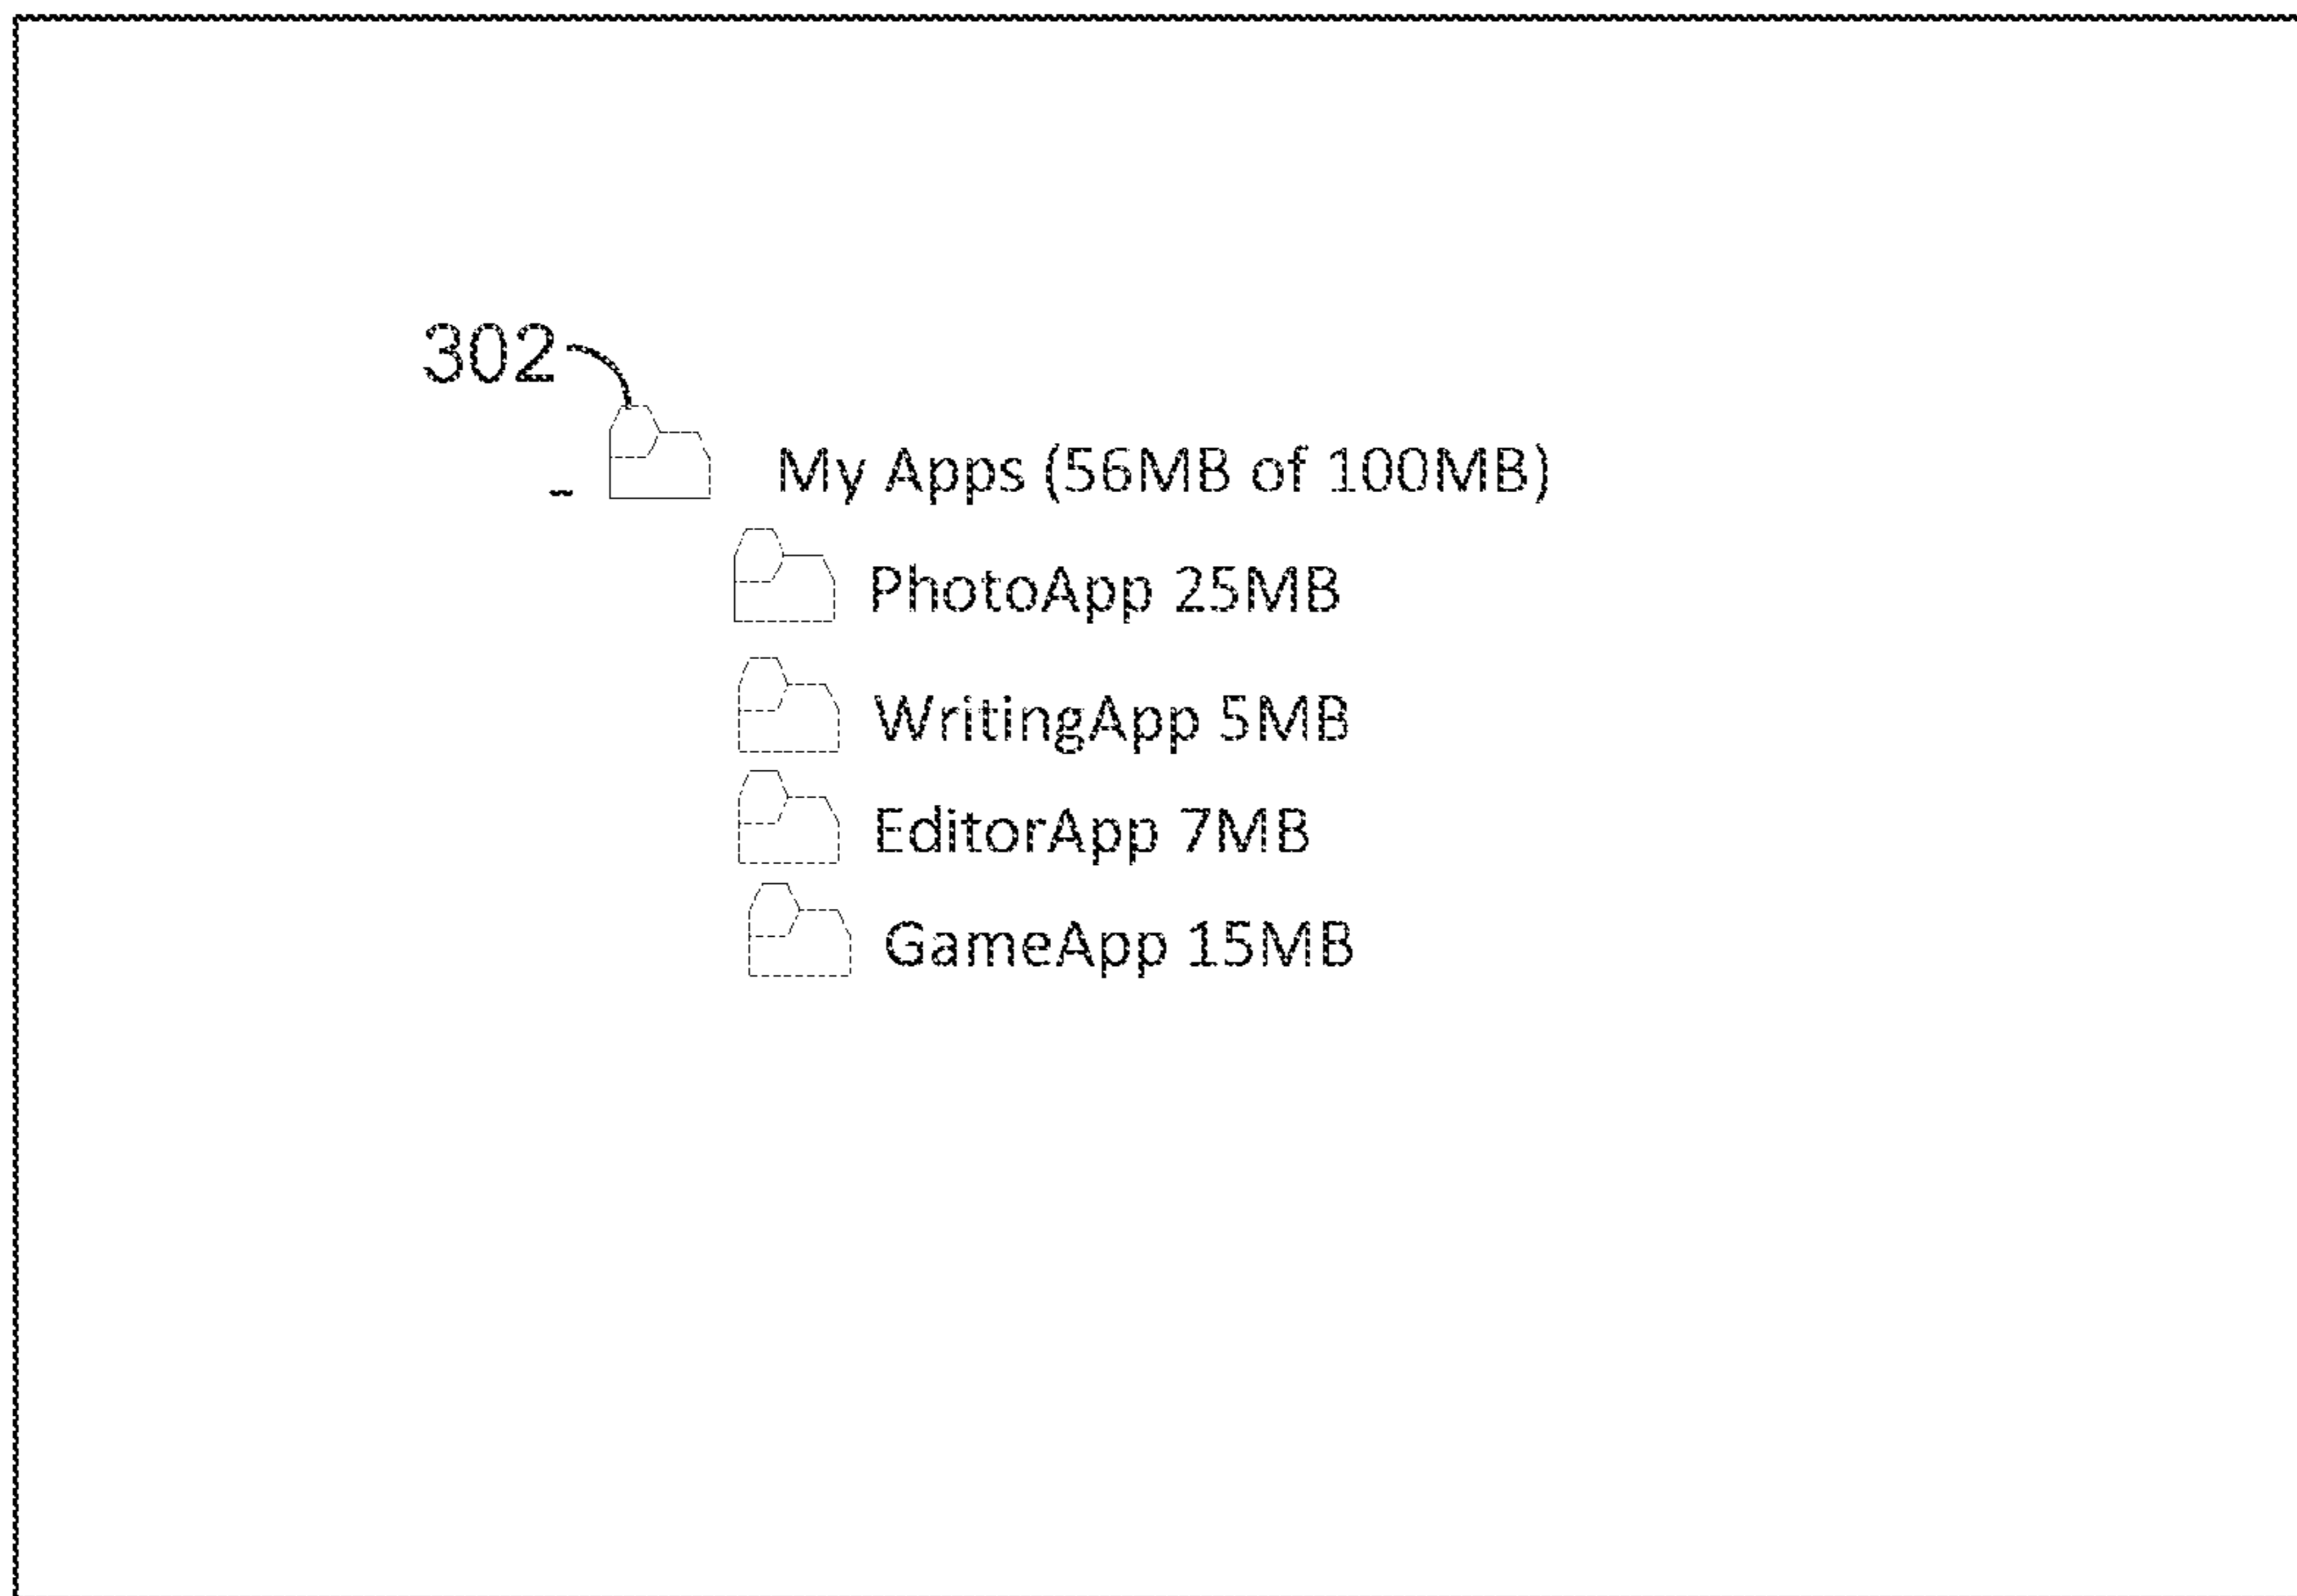 302
- My Apps (56MB of 100MB)
PhotoApp 25MB
WritingApp 5MB
EditorApp 7MB
GameApp 15MB